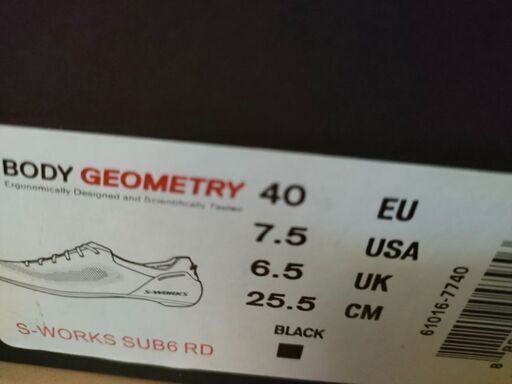 BODY GEOMETRY
Ergonomically Designed and Scientifically Tested
40 EU
7.5 USA
6.5 UK
25.5 CM
S-WORKS
BLACK
S-WORKS SUB6 RD
61016-7740